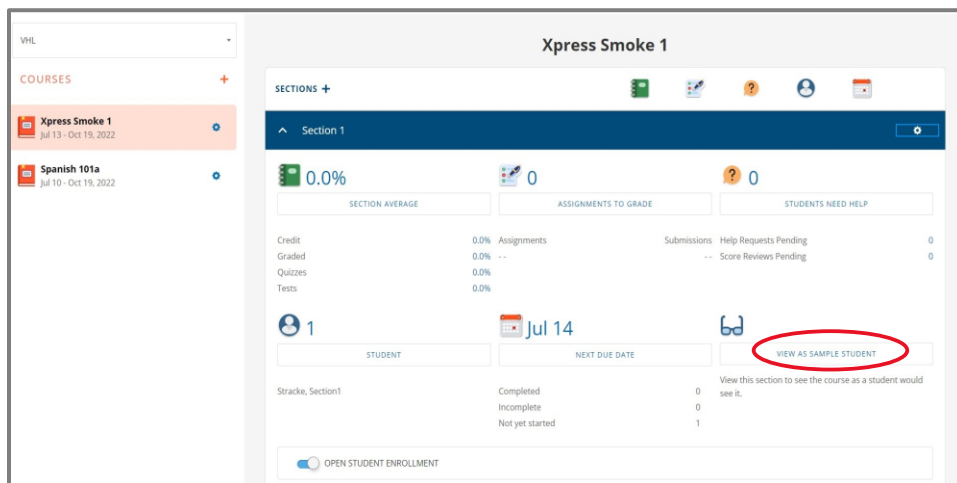 VHL
COURSES +
Xpress Smoke 1
Jul 13 - Oct 19, 2022
Spanish 101a
Jul 10 - Oct 19, 2022
Xpress Smoke 1
SECTIONS +
Section 1
0.0%
SECTION AVERAGE
Credit 0.0%
Graded 0.0%
Quizzes 0.0%
Tests 0.0%
0
ASSIGNMENTS TO GRADE
Assignments Submissions
- - - -
0
STUDENTS NEED HELP
Help Requests Pending 0
Score Reviews Pending 0
1
STUDENT
Stracke, Section1
Jul 14
NEXT DUE DATE
Completed 0
Incomplete 0
Not yet started 1
VIEW AS SAMPLE STUDENT
View this section to see the course as a student would
see it.
OPEN STUDENT ENROLLMENT